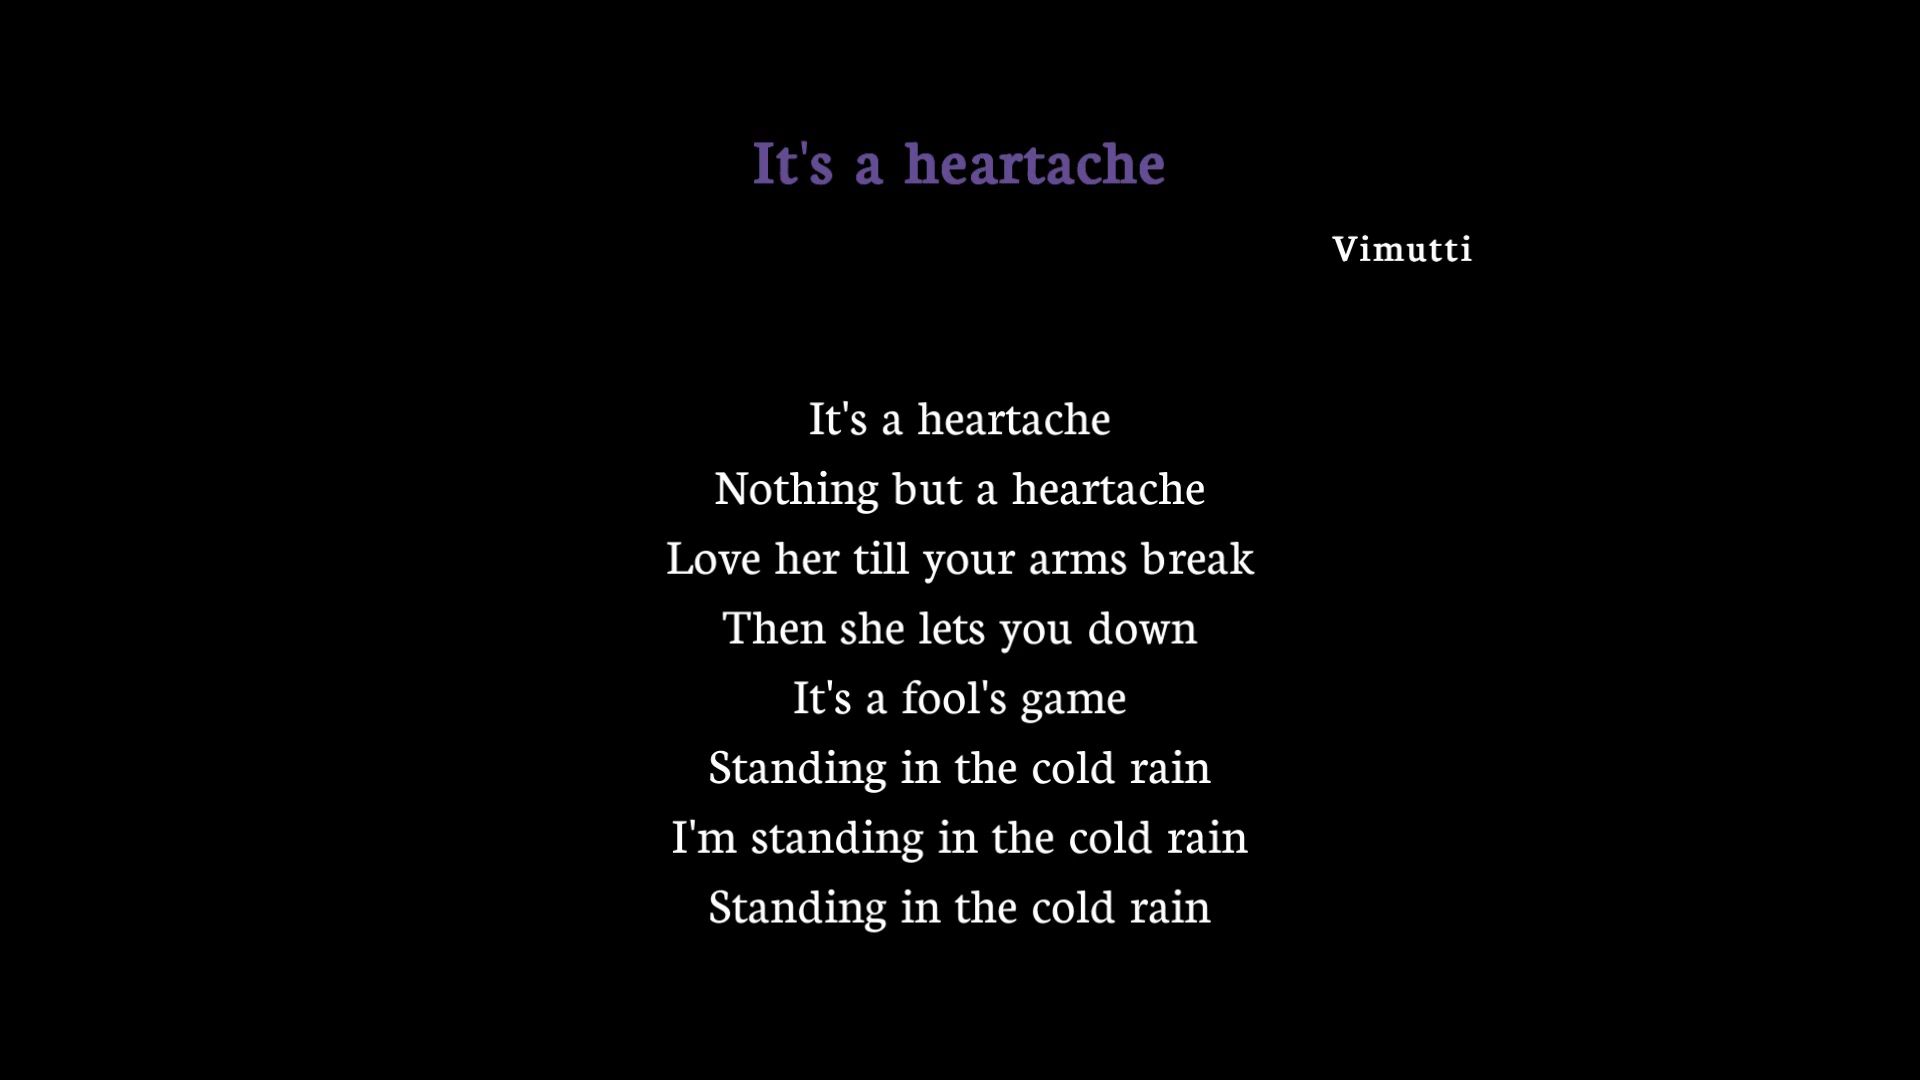 It's a heartache
Vimutti
It's a heartache
Nothing but a heartache
Love her till your arms break
Then she lets you down
It's a fool's game
Standing in the cold rain
I'm standing in the cold rain
Standing in the cold rain